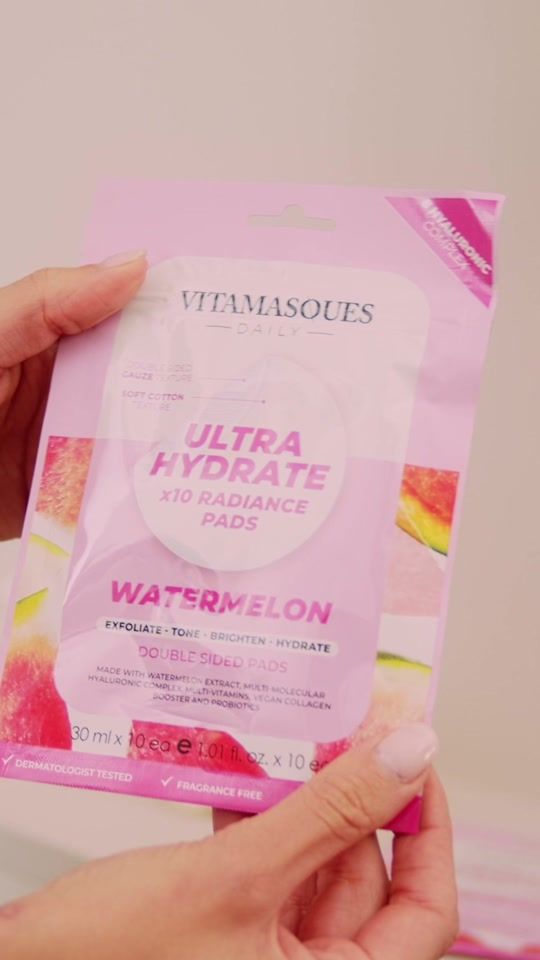 HYALURONIC
COMPLEX
VITAMASQUES
DAILY
DOUBLE SIDED
GAUZE TEXTURE
SOFT COTTON
TEXTURE
ULTRA
HYDRATE
x10 RADIANCE
PADS
WATERMELON
EXFOLIATE - TONE - BRIGHTEN - HYDRATE
DOUBLE SIDED PADS
MADE WITH WATERMELON EXTRACT, MULTI-MOLECULAR
HYALURONIC COMPLEX, MULTI-VITAMINS, VEGAN COLLAGEN
BOOSTER AND PROBIOTICS
30 ml x 10 ea e 1.01 fl. oz. x 10 ea
DERMATOLOGIST TESTED
FRAGRANCE FREE